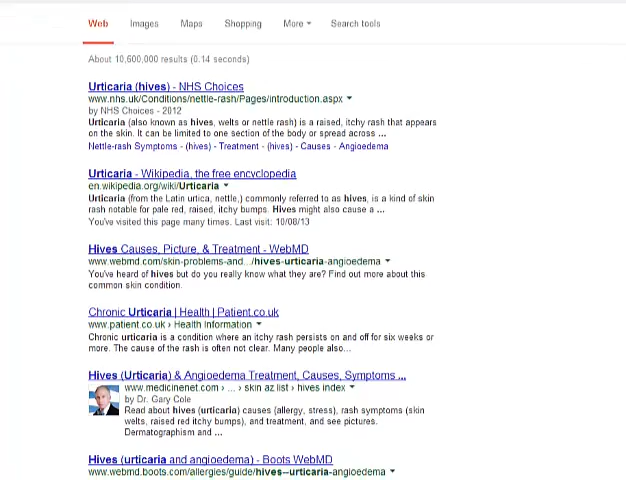 Web Images Maps Shopping More Search tools
About 10,600,000 results (0.14 seconds)
Urticaria (hives) - NHS Choices
www.nhs.uk/Conditions/nettle-rash/Pages/introduction.aspx
by NHS Choices - 2012
Urticaria (also known as hives, welts or nettle rash) is a raised, itchy rash that appears
on the skin. It can be limited to one section of the body or spread across ...
Nettle-rash Symptoms - (hives) - Treatment - (hives) - Causes - Angioedema
Urticaria - Wikipedia, the free encyclopedia
en.wikipedia.org/wiki/Urticaria
Urticaria (from the Latin urtica, nettle,) commonly referred to as hives, is a kind of skin
rash notable for pale red, raised, itchy bumps. Hives might also cause a ...
You've visited this page many times. Last visit: 10/08/13
Hives Causes, Picture, & Treatment - WebMD
www.webmd.com/skin-problems-and.../hives-urticaria-angioedema
You've heard of hives but do you really know what they are? Find out more about this
common skin condition.
Chronic Urticaria | Health | Patient.co.uk
www.patient.co.uk › Health Information
Chronic urticaria is a condition where an itchy rash persists on and off for six weeks or
more. The cause of the rash is often not clear. Many people also...
Hives (Urticaria) & Angioedema Treatment, Causes, Symptoms ...
www.medicinenet.com › ... › skin az list › hives index
by Dr. Gary Cole
Read about hives (urticaria) causes (allergy, stress), rash symptoms (skin
welts, raised red itchy bumps), and treatment, and see pictures.
Dermatographism and ...
Hives (urticaria and angioedema) - Boots WebMD
www.webmd.boots.com/allergies/guide/hives--urticaria-angioedema